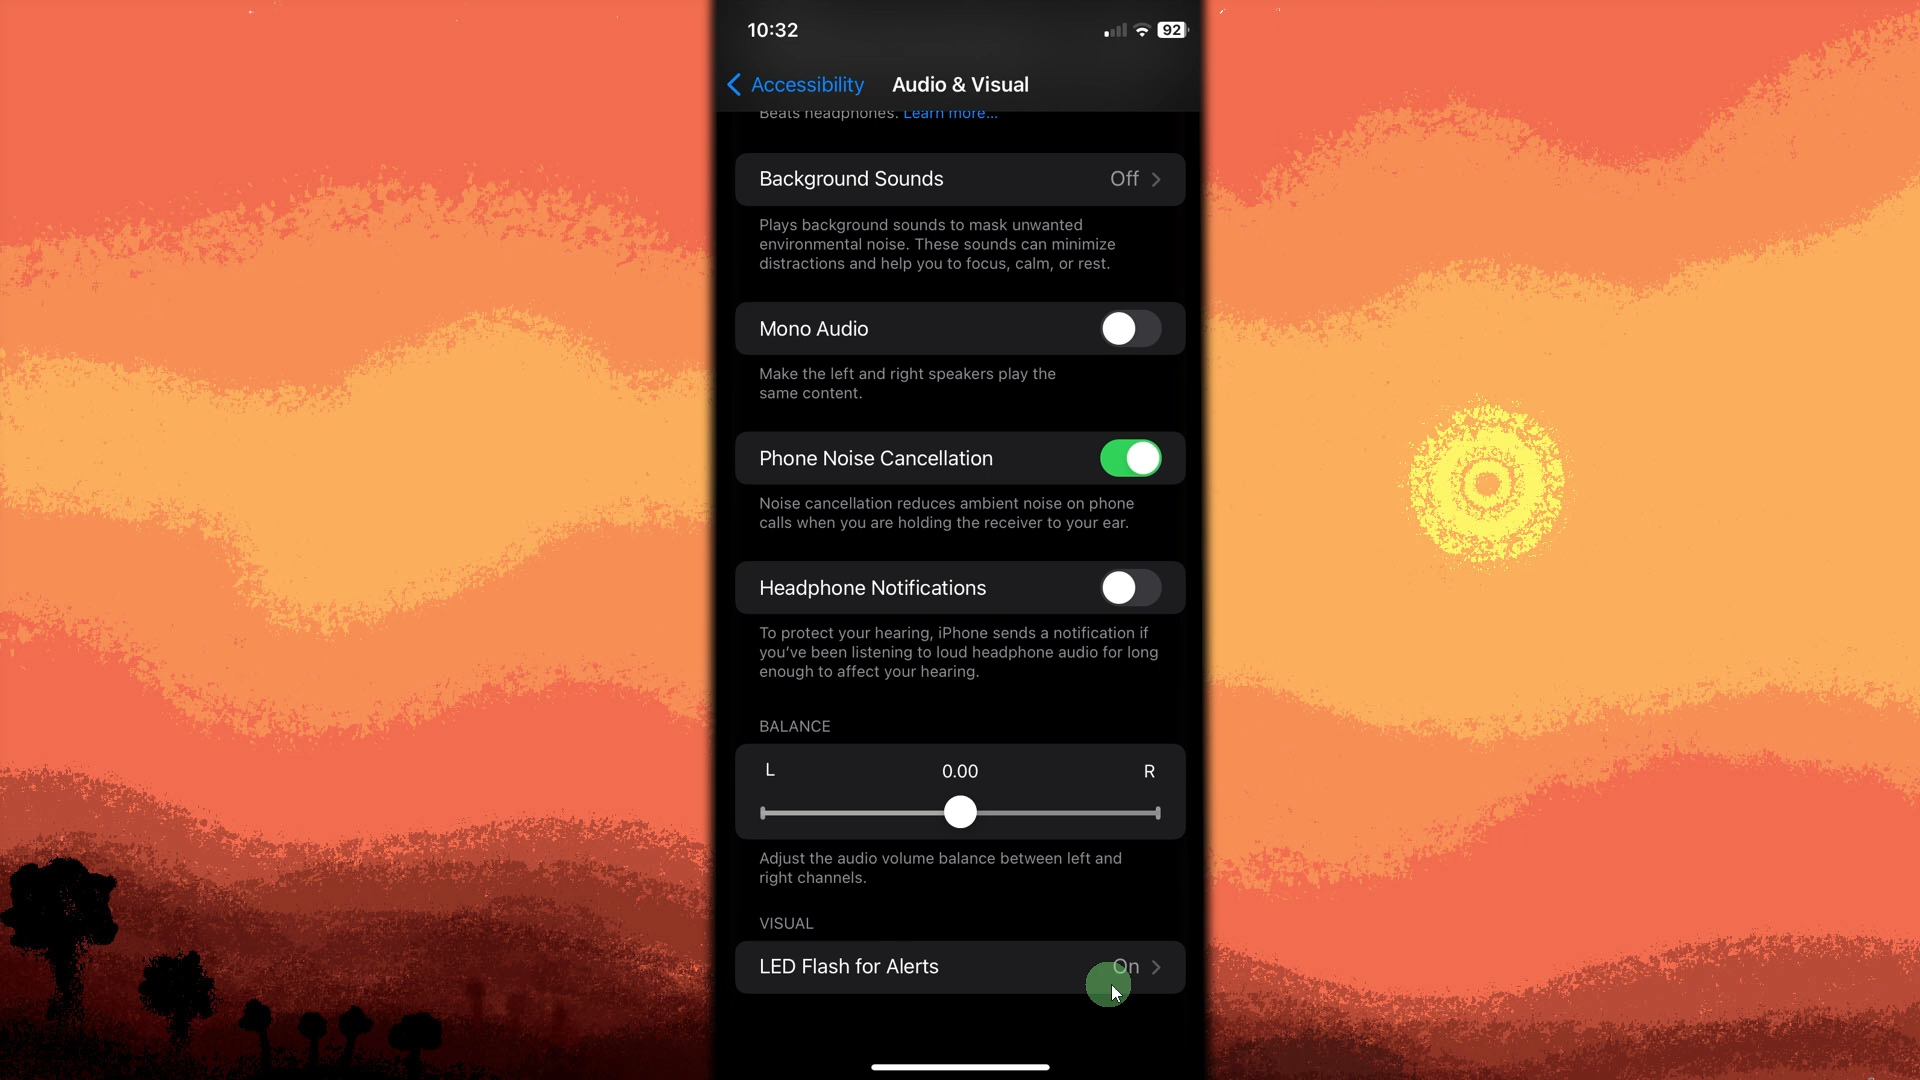 10:32
92
Accessibility
Audio & Visual
Beats headphones. Learn more...
Background Sounds
Off
Plays background sounds to mask unwanted
environmental noise. These sounds can minimize
distractions and help you to focus, calm, or rest.
Mono Audio
Make the left and right speakers play the
same content.
Phone Noise Cancellation
Noise cancellation reduces ambient noise on phone
calls when you are holding the receiver to your ear.
Headphone Notifications
To protect your hearing, iPhone sends a notification if
you've been listening to loud headphone audio for long
enough to affect your hearing.
BALANCE
L
0.00
R
Adjust the audio volume balance between left and
right channels.
VISUAL
LED Flash for Alerts
On